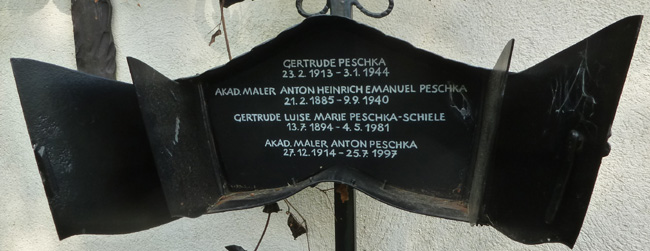 GERTRUDE PESCHKA
23.2 1913 - 3.1. 1944
AKAD. MALER ANTON HEINRICH EMANUEL PESCHKA
21.2. 1885 - 9.9. 1940
GERTRUDE LUISE MARIE PESCHKA-SCHIELE
13.7. 1894 - 4.5. 1981
AKAD. MALER ANTON PESCHKA
27.12. 1914 - 25.7. 1997